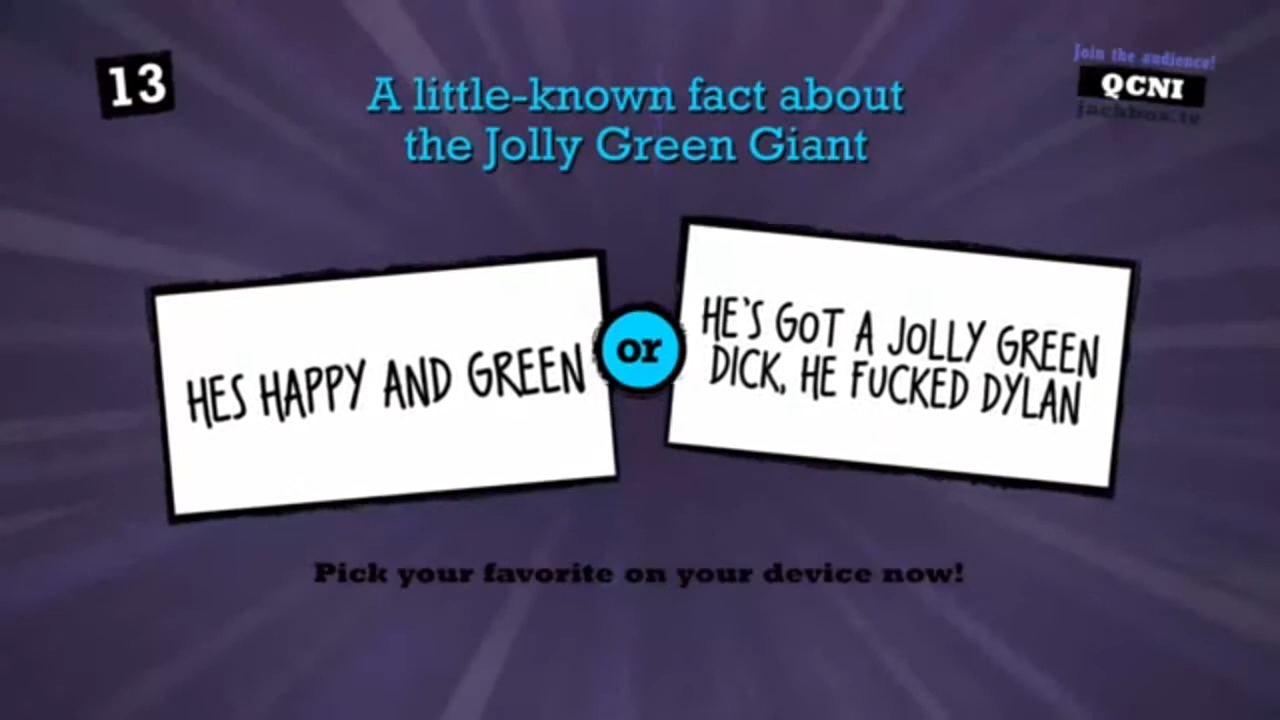 13
Join the audience!
QCNI
jackbox.tv
A little-known fact about
the Jolly Green Giant
HES HAPPY AND GREEN
or
HE'S GOT A JOLLY GREEN
DICK, HE FUCKED DYLAN
Pick your favorite on your device now!